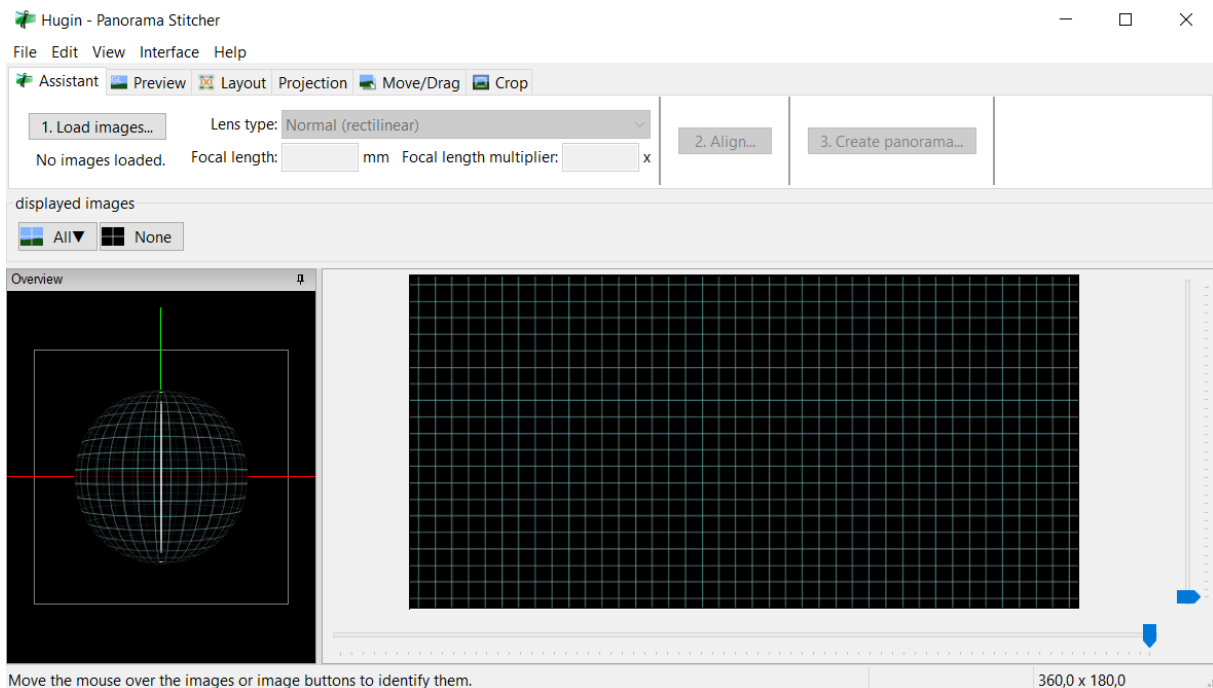 Hugin - Panorama Stitcher
File Edit View Interface Help
Assistant GL Preview Layout Projection Move/Drag Crop
1. Load images... Lens type: Normal (rectilinear) 2. Align... 3. Create panorama...
No images loaded. Focal length: mm Focal length multiplier: x
displayed images
All▼ None
Overview
Move the mouse over the images or image buttons to identify them. 360,0 x 180,0